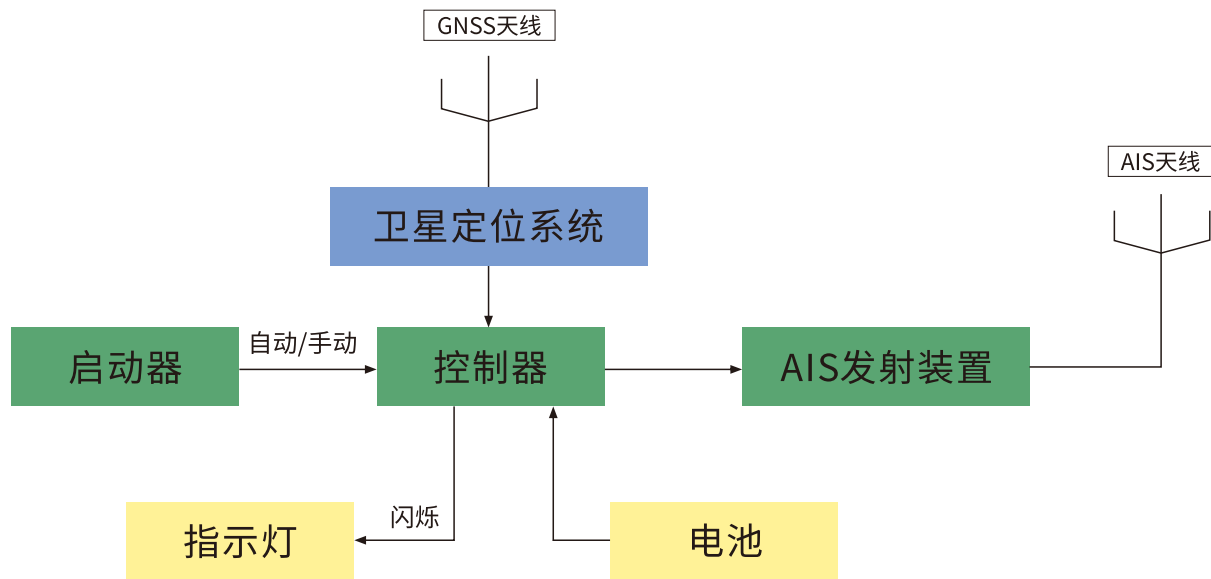 GNSS天线
AIS天线
卫星定位系统
启动器
自动/手动
控制器
AIS发射装置
指示灯
闪烁
电池